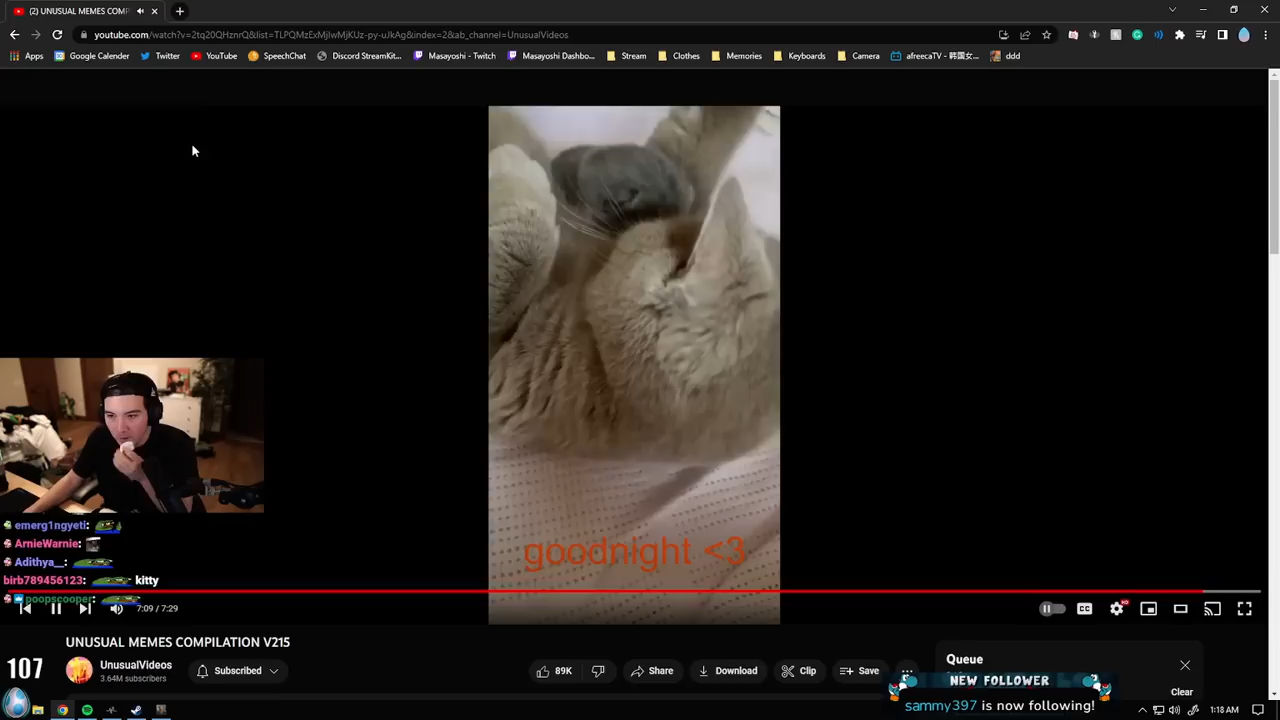 (2) UNUSUAL MEMES COMP
youtube.com/watch?v=2tq20QHznrQ&list=TLPQMzExMjIwMjKUz-py-uJkAg&index=2&ab_channel=UnusualVideos
Apps Google Calender Twitter YouTube SpeechChat Discord StreamKit... Masayoshi - Twitch Masayoshi Dashbo... Stream Clothes Memories Keyboards Camera afreecaTV - 韩国女... ddd
goodnight <3
emerg1ngyeti:
ArnieWarnie:
Adithya__:
birb789456123: kitty
poopscooper:
7:09 / 7:29
UNUSUAL MEMES COMPILATION V215
107
UnusualVideos
3.64M subscribers
Subscribed
89K Share Download Clip Save
Queue
Clear
NEW FOLLOWER
sammy397 is now following!
1:18 AM